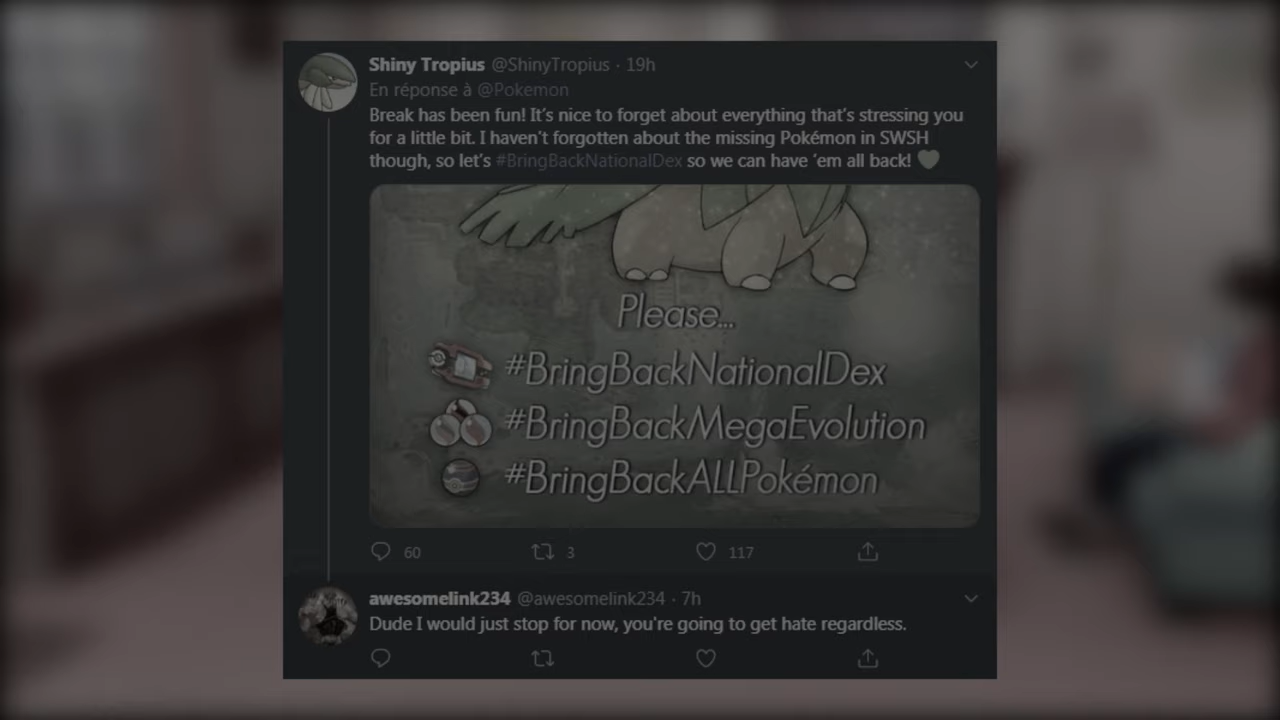 Shiny Tropius @ShinyTropius · 19h
En réponse à @Pokemon
Break has been fun! It's nice to forget about everything that's stressing you
for a little bit. I haven't forgotten about the missing Pokémon in SWSH
though, so let's #BringBackNationalDex so we can have 'em all back!
Please...
#BringBackNationalDex
#BringBackMegaEvolution
#BringBackALLPokémon
60 3 117
awesomelink234 @awesomelink234 · 7h
Dude I would just stop for now, you're going to get hate regardless.